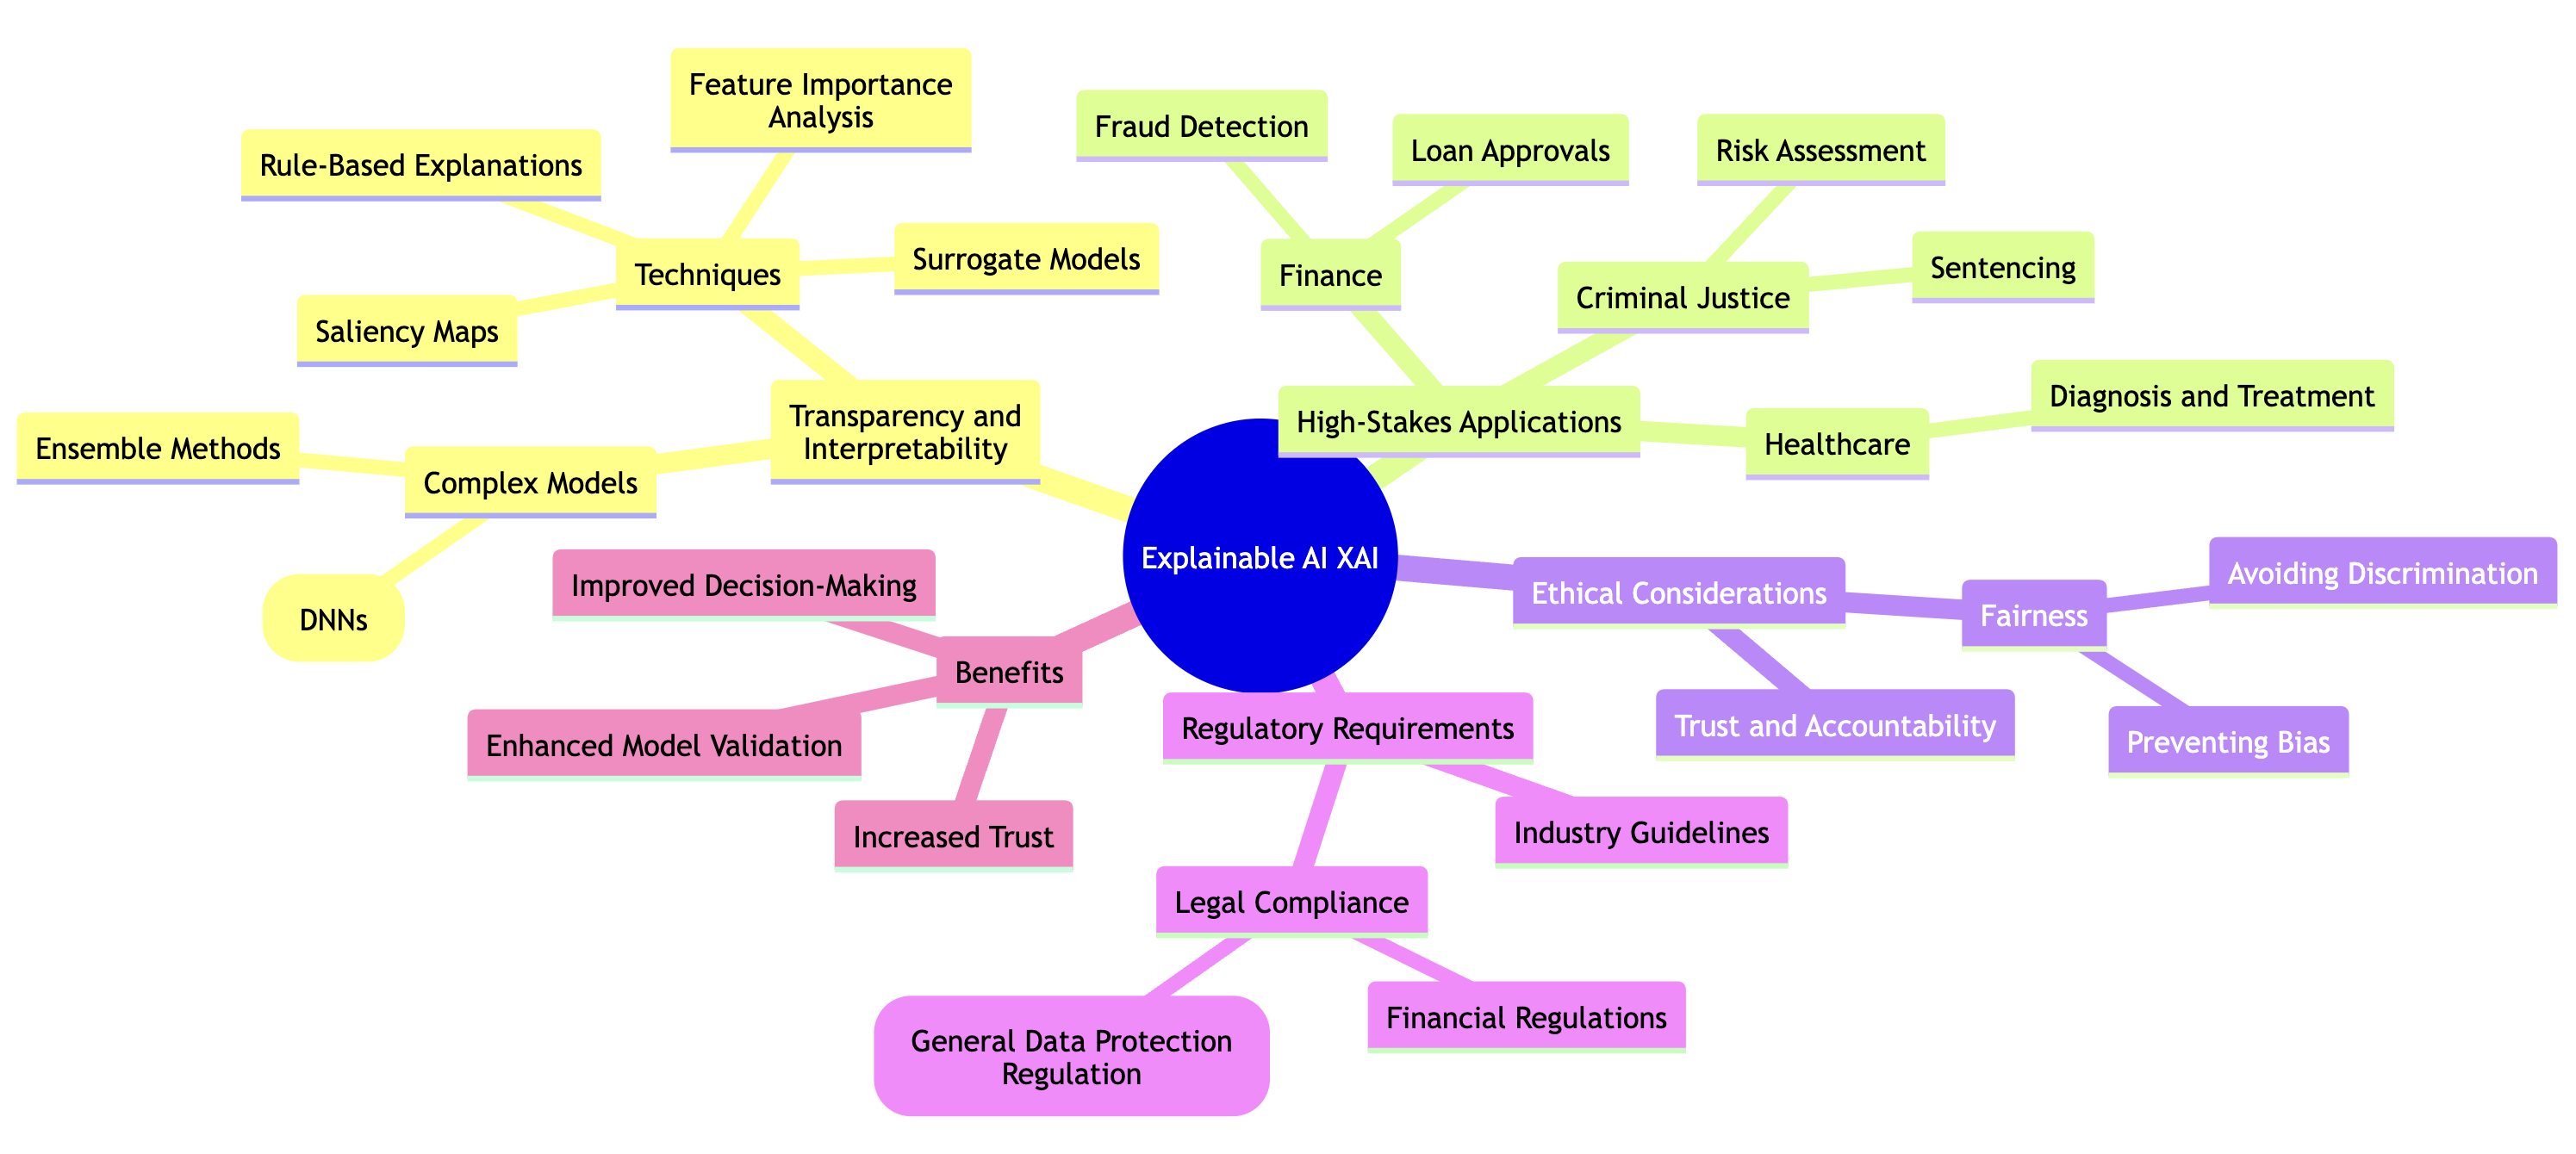 Feature Importance
Analysis
Rule-Based Explanations
Techniques
Surrogate Models
Saliency Maps
Transparency and
Interpretability
Ensemble Methods
Complex Models
DNNs
Fraud Detection
Loan Approvals
Finance
Risk Assessment
Criminal Justice
Sentencing
High-Stakes Applications
Healthcare
Diagnosis and Treatment
Explainable AI XAI
Ethical Considerations
Fairness
Avoiding Discrimination
Preventing Bias
Trust and Accountability
Improved Decision-Making
Benefits
Enhanced Model Validation
Increased Trust
Regulatory Requirements
Industry Guidelines
Legal Compliance
General Data Protection
Regulation
Financial Regulations